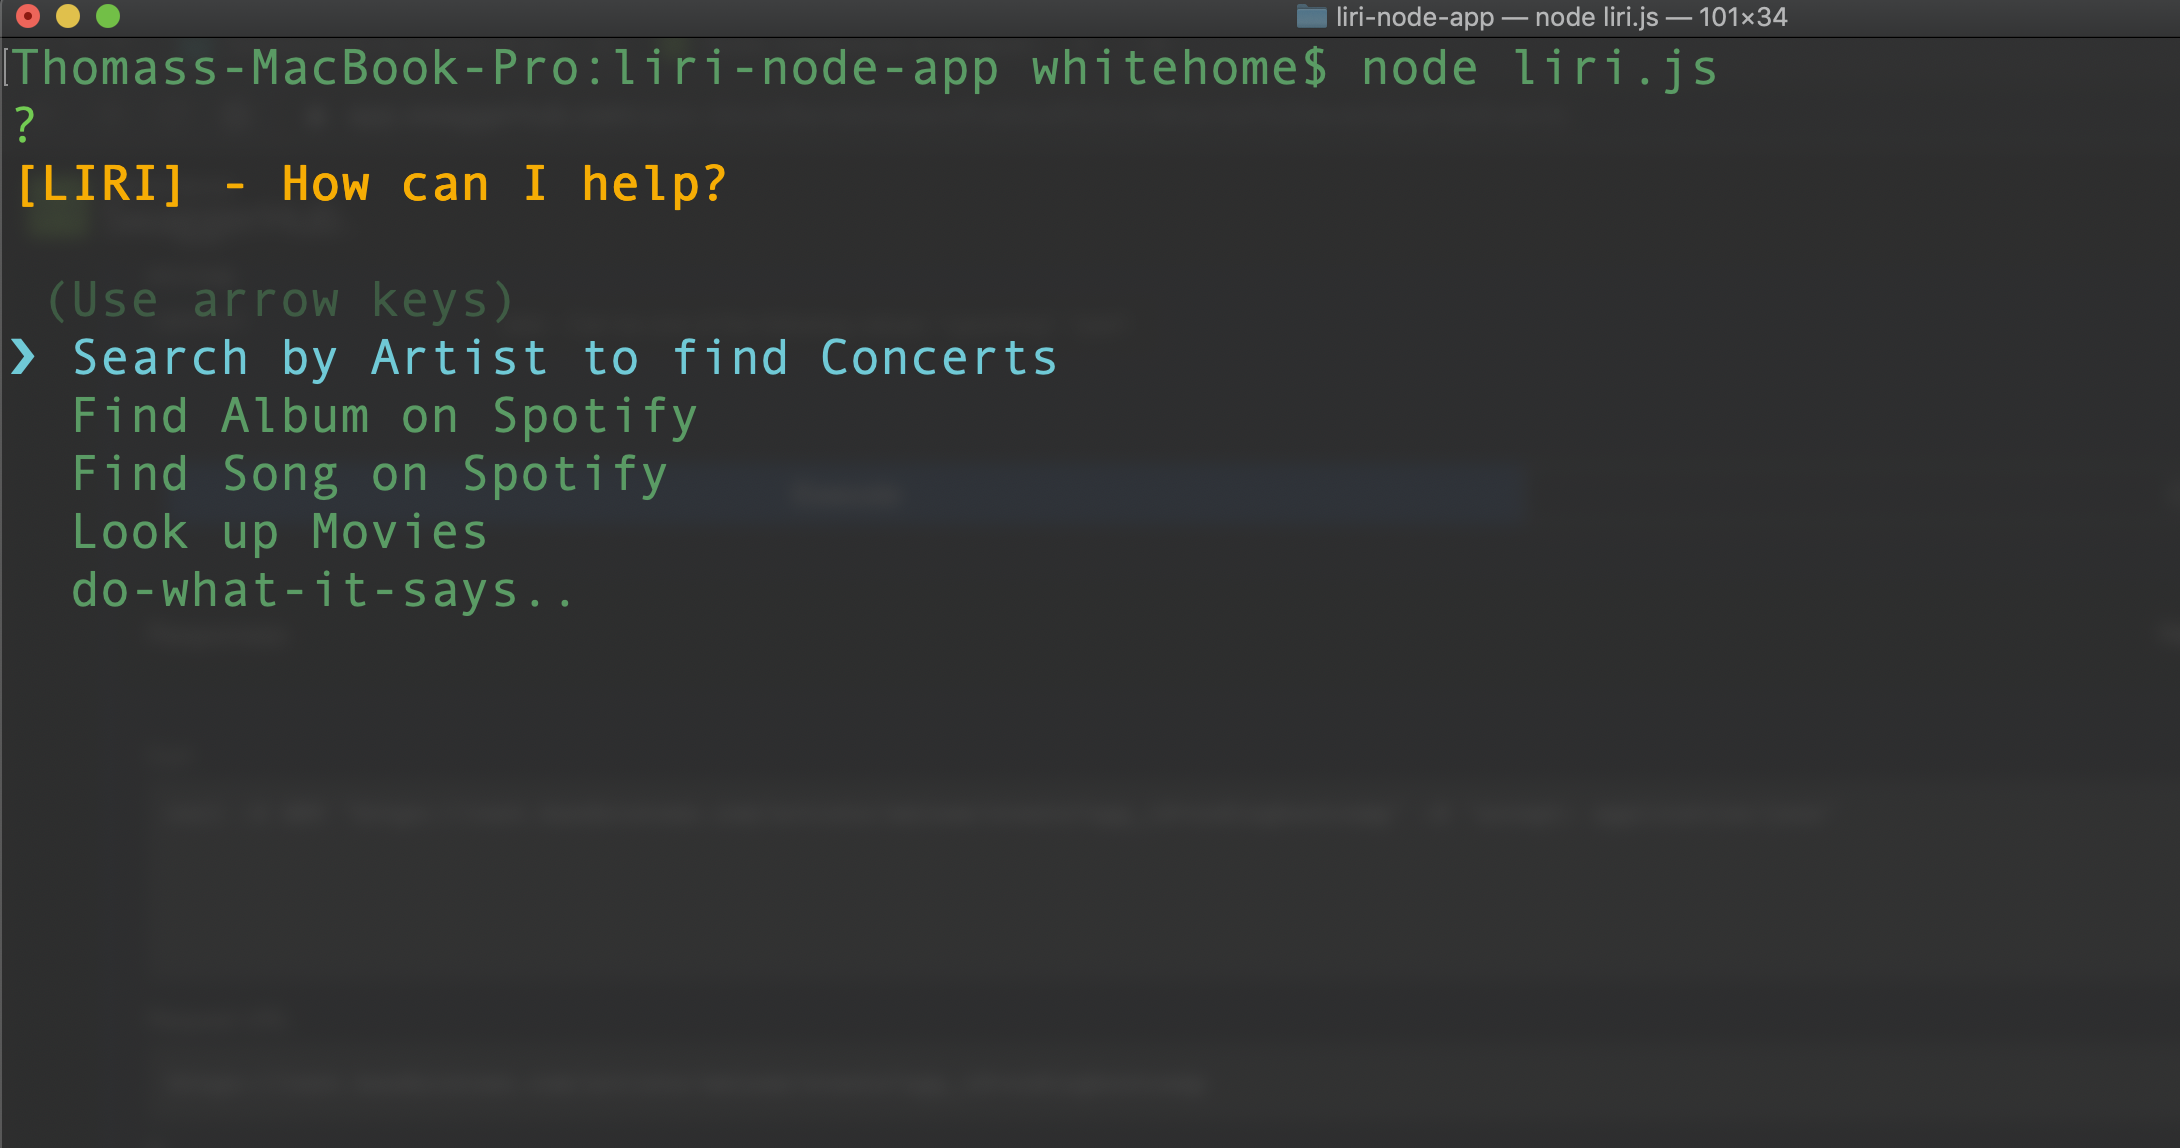 liri-node-app — node liri.js — 101×34
[Thomass-MacBook-Pro:liri-node-app whitehome$ node liri.js
?
[LIRI] - How can I help?
(Use arrow keys)
❯ Search by Artist to find Concerts
Find Album on Spotify
Find Song on Spotify
Look up Movies
do-what-it-says..